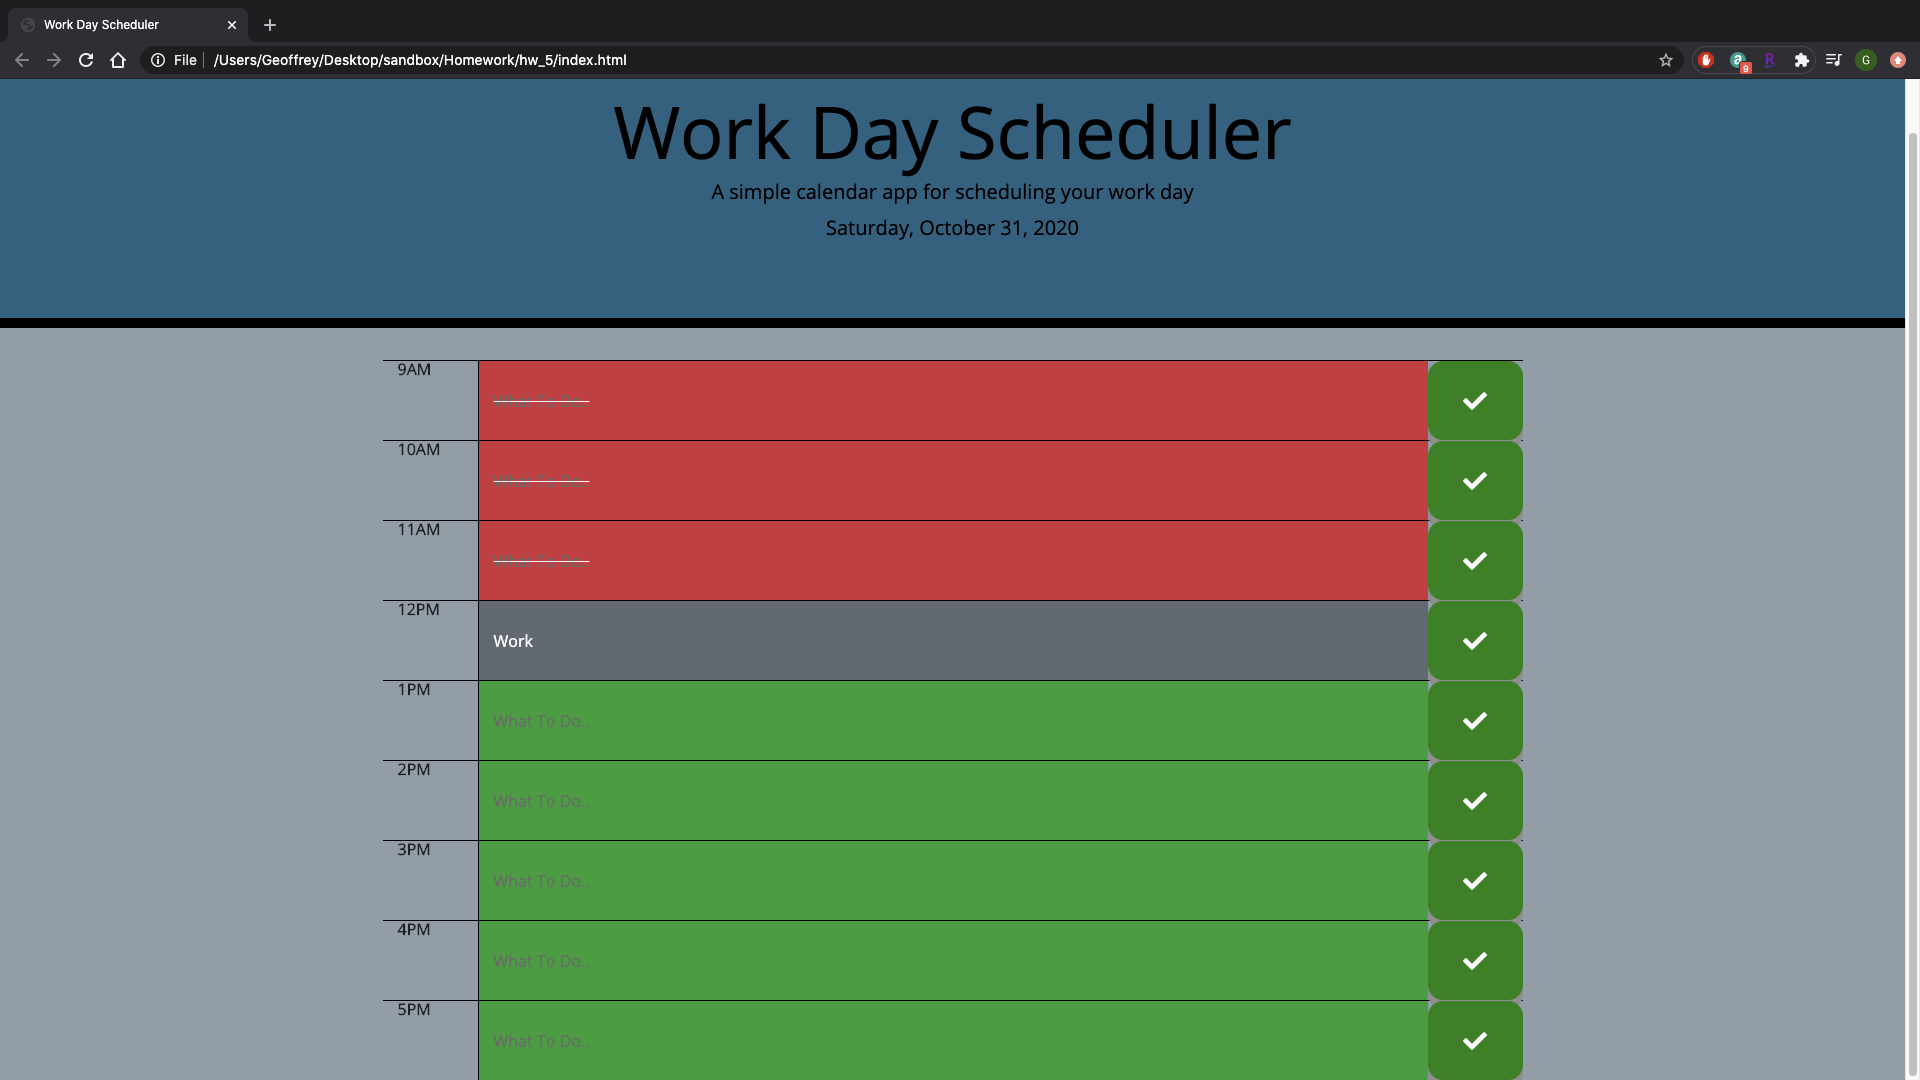 Work Day Scheduler
File /Users/Geoffrey/Desktop/sandbox/Homework/hw_5/index.html
9
R
G
Work Day Scheduler
A simple calendar app for scheduling your work day
Saturday, October 31, 2020
9AM What To Do..
10AM What To Do..
11AM What To Do..
12PM Work
1PM What To Do..
2PM What To Do..
3PM What To Do..
4PM What To Do..
5PM What To Do..